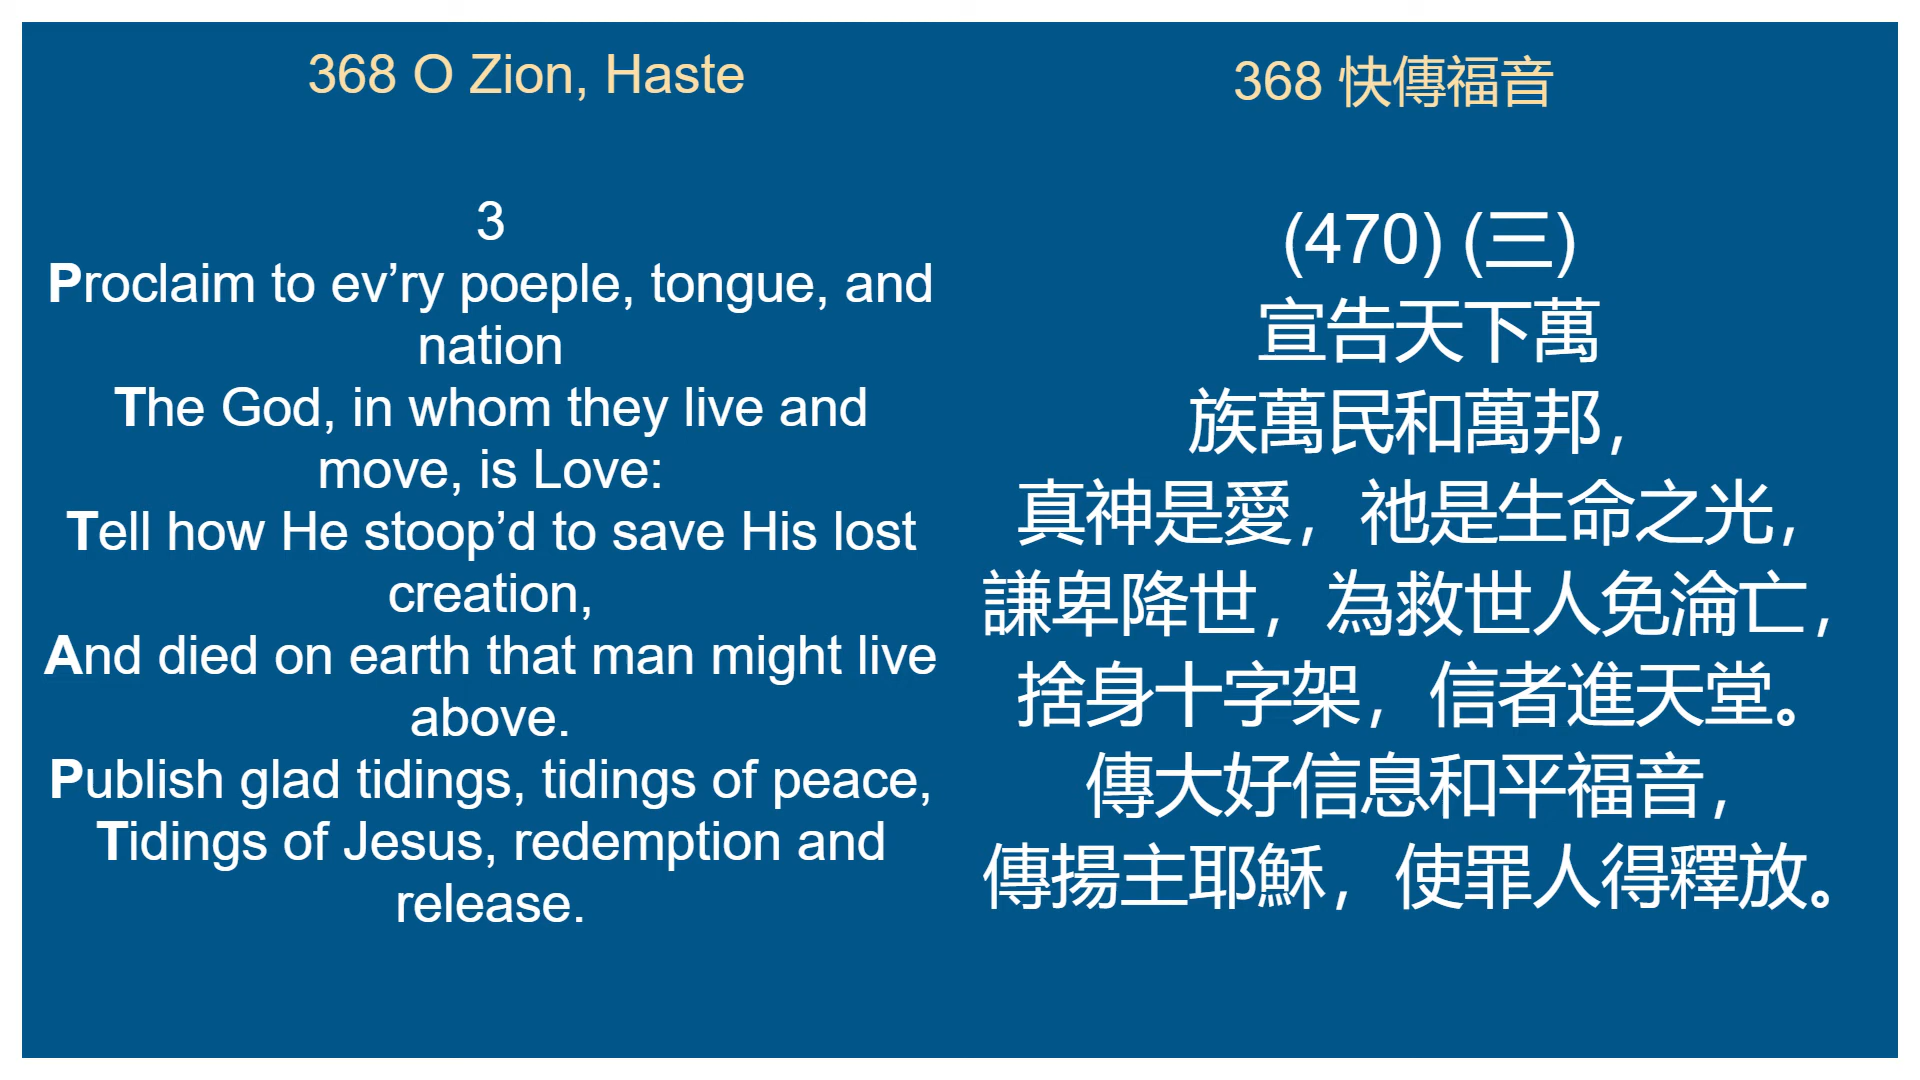 368 O Zion, Haste
3
Proclaim to ev’ry poeple, tongue, and
nation
The God, in whom they live and
move, is Love:
Tell how He stoop’d to save His lost
creation,
And died on earth that man might live
above.
Publish glad tidings, tidings of peace,
Tidings of Jesus, redemption and
release.
368 快傳福音
(470) (三)
宣告天下萬
族萬民和萬邦，
真神是愛，祂是生命之光，
謙卑降世，為救世人免淪亡，
捨身十字架，信者進天堂。
傳大好信息和平福音，
傳揚主耶穌，使罪人得釋放。